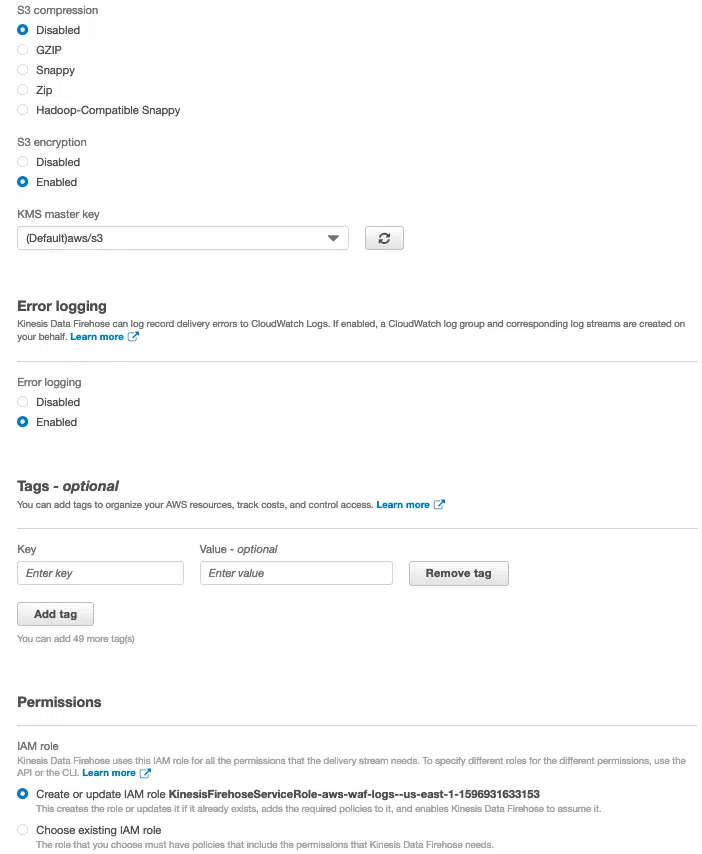 S3 compression
Disabled
GZIP
Snappy
Zip
Hadoop-Compatible Snappy
S3 encryption
Disabled
Enabled
KMS master key
(Default)aws/s3
Error logging
Kinesis Data Firehose can log record delivery errors to CloudWatch Logs. If enabled, a CloudWatch log group and corresponding log streams are created on
your behalf. Learn more
Error logging
Disabled
Enabled
Tags - optional
You can add tags to organize your AWS resources, track costs, and control access. Learn more
Key
Value - optional
Enter key
Enter value
Remove tag
Add tag
You can add 49 more tag(s)
Permissions
IAM role
Kinesis Data Firehose uses this IAM role for all the permissions that the delivery stream needs. To specify different roles for the different permissions, use the
API or the CLI. Learn more
Create or update IAM role KinesisFirehoseServiceRole-aws-waf-logs--us-east-1-1596931633153
This creates the role or updates it if it already exists, adds the required policies to it, and enables Kinesis Data Firehose to assume it.
Choose existing IAM role
The role that you choose must have policies that include the permissions that Kinesis Data Firehose needs.